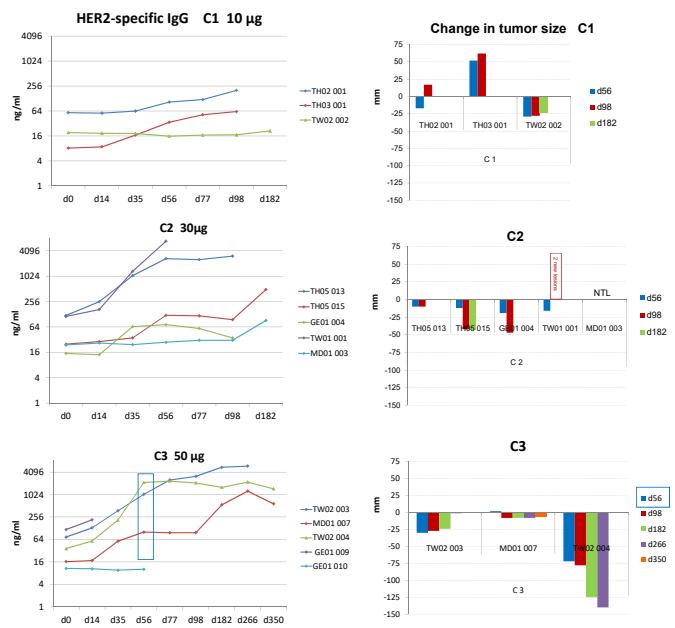 HER2-specific IgG C1 10 µg
4096
1024
256
64
16
4
1
ng/ml
d0 d14 d35 d56 d77 d98 d182
TH02 001
TH03 001
TW02 002
Change in tumor size C1
75
50
25
0
-25
-50
-75
-100
-125
-150
mm
TH02 001 TH03 001 TW02 002
C 1
d56
d98
d182
C2 30µg
4096
1024
256
64
16
4
1
ng/ml
d0 d14 d35 d56 d77 d98 d182
TH05 013
TH05 015
GE01 004
TW01 001
MD01 003
C2
75
50
25
0
-25
-50
-75
-100
-125
-150
mm
2 new lesions
NTL
TH05 013 TH05 015 GE01 004 TW01 001 MD01 003
C 2
d56
d98
d182
C3 50 µg
4096
1024
256
64
16
4
1
ng/ml
d0 d14 d35 d56 d77 d98 d182 d266 d350
TW02 003
MD01 007
TW02 004
GE01 009
GE01 010
C3
75
50
25
0
-25
-50
-75
-100
-125
-150
mm
TW02 003 MD01 007 TW02 004
C 3
d56
d98
d182
d266
d350